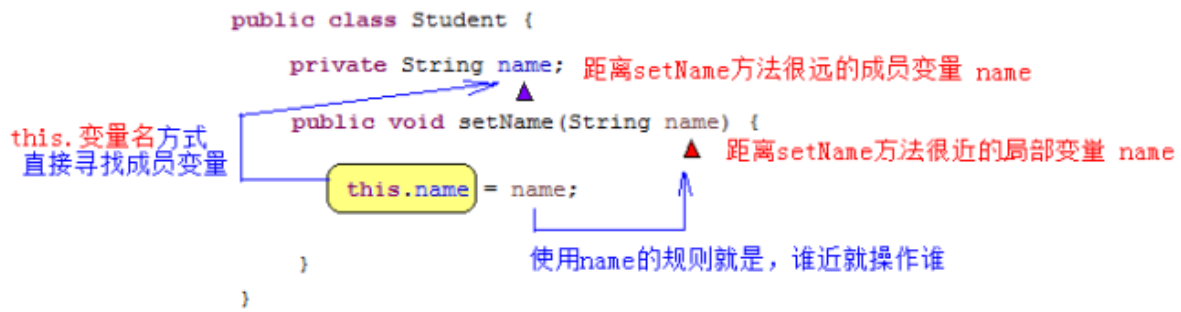 public class Student {
private String name; 距离setName方法很远的成员变量 name
public void setName(String name) {
this.变量名方式
直接寻找成员变量
距离setName方法很近的局部变量 name
this.name = name;
使用name的规则就是，谁近就操作谁
}
}